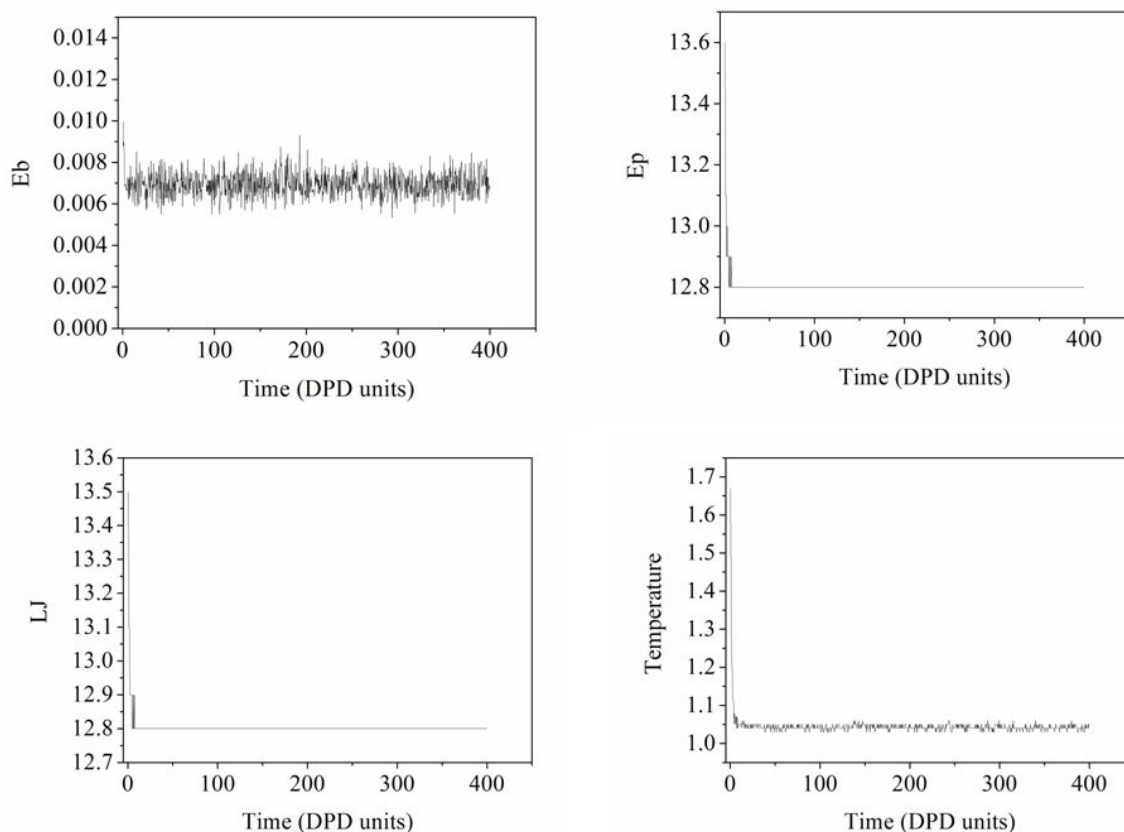 0.014
0.012
0.010
0.008
0.006
0.004
0.002
0.000
Eb
0 100 200 300 400
Time (DPD units)
13.6
13.4
13.2
13.0
12.8
Ep
0 100 200 300 400
Time (DPD units)
13.6
13.5
13.4
13.3
13.2
13.1
13.0
12.9
12.8
12.7
LJ
0 100 200 300 400
Time (DPD units)
1.7
1.6
1.5
1.4
1.3
1.2
1.1
1.0
Temperature
0 100 200 300 400
Time (DPD units)